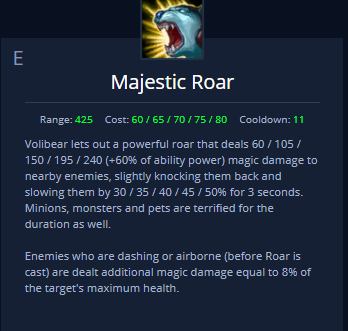 E
Majestic Roar
Range: 425 Cost: 60 / 65 / 70 / 75 / 80 Cooldown: 11
Volibear lets out a powerful roar that deals 60 / 105 /
150 / 195 / 240 (+60% of ability power) magic damage to
nearby enemies, slightly knocking them back and
slowing them by 30 / 35 / 40 / 45 / 50% for 3 seconds.
Minions, monsters and pets are terrified for the
duration as well.
Enemies who are dashing or airborne (before Roar is
cast) are dealt additional magic damage equal to 8% of
the target's maximum health.